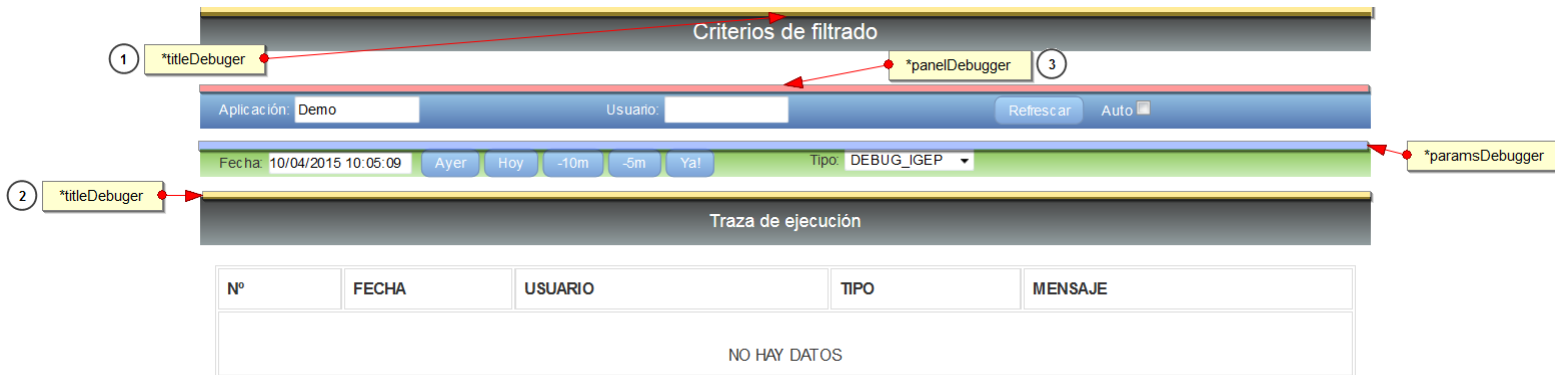 Criterios de filtrado
1 *titleDebuger
*panelDebugger 3
Aplicación: Demo Usuario: Refrescar Auto
Fecha: 10/04/2015 10:05:09 Ayer Hoy -10m -5m Ya! Tipo: DEBUG_IGEP
*paramsDebugger
2 *titleDebuger
Traza de ejecución
Nº FECHA USUARIO TIPO MENSAJE
NO HAY DATOS